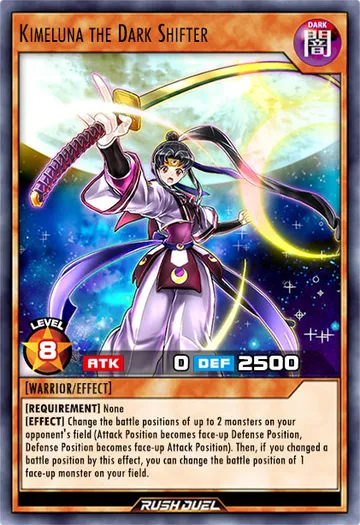 Kimeluna the Dark Shifter
DARK
闇
LEVEL
8
ATK 0 DEF 2500
[WARRIOR/EFFECT]
[REQUIREMENT] None
[EFFECT] Change the battle positions of up to 2 monsters on your
opponent's field (Attack Position becomes face-up Defense Position,
Defense Position becomes face-up Attack Position). Then, if you changed a
battle position by this effect, you can change the battle position of 1
face-up monster on your field.
RUSH DUEL